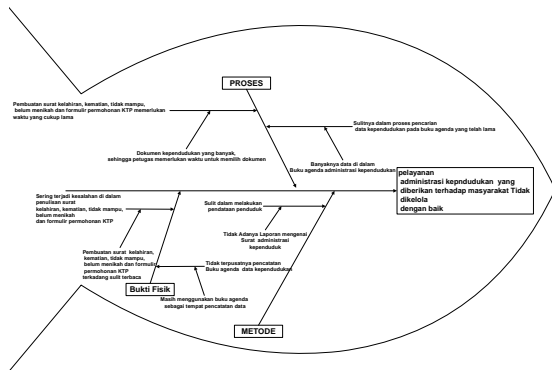 PROSES
Pembuatan surat kelahiran, kematian, tidak mampu,
belum menikah dan formulir permohonan KTP memerlukan
waktu yang cukup lama
Sulitnya dalam proses pencarian
data kependudukan pada buku agenda yang telah lama
Dokumen kependudukan yang banyak,
sehingga petugas memerlukan waktu untuk memilih dokumen
Banyaknya data di dalam
Buku agenda administrasi kependudukan
pelayanan
administrasi kepndudukan yang
diberikan terhadap masyarakat Tidak
dikelola
dengan baik
Sering terjadi kesalahan di dalam
penulisan surat
kelahiran, kematian, tidak mampu,
belum menikah
dan formulir permohonan KTP
Sulit dalam melakukan
pendataan penduduk
Tidak Adanya Laporan mengenai
Surat administrasi
kependuduk
Pembuatan surat kelahiran,
kematian, tidak mampu,
belum menikah dan formulir
permohonan KTP
terkadang sulit terbaca
Tidak terpusatnya pencatatan
Buku agenda data kependudukan
Bukti Fisik
Masih menggunakan buku agenda
sebagai tempat pencatatan data
METODE